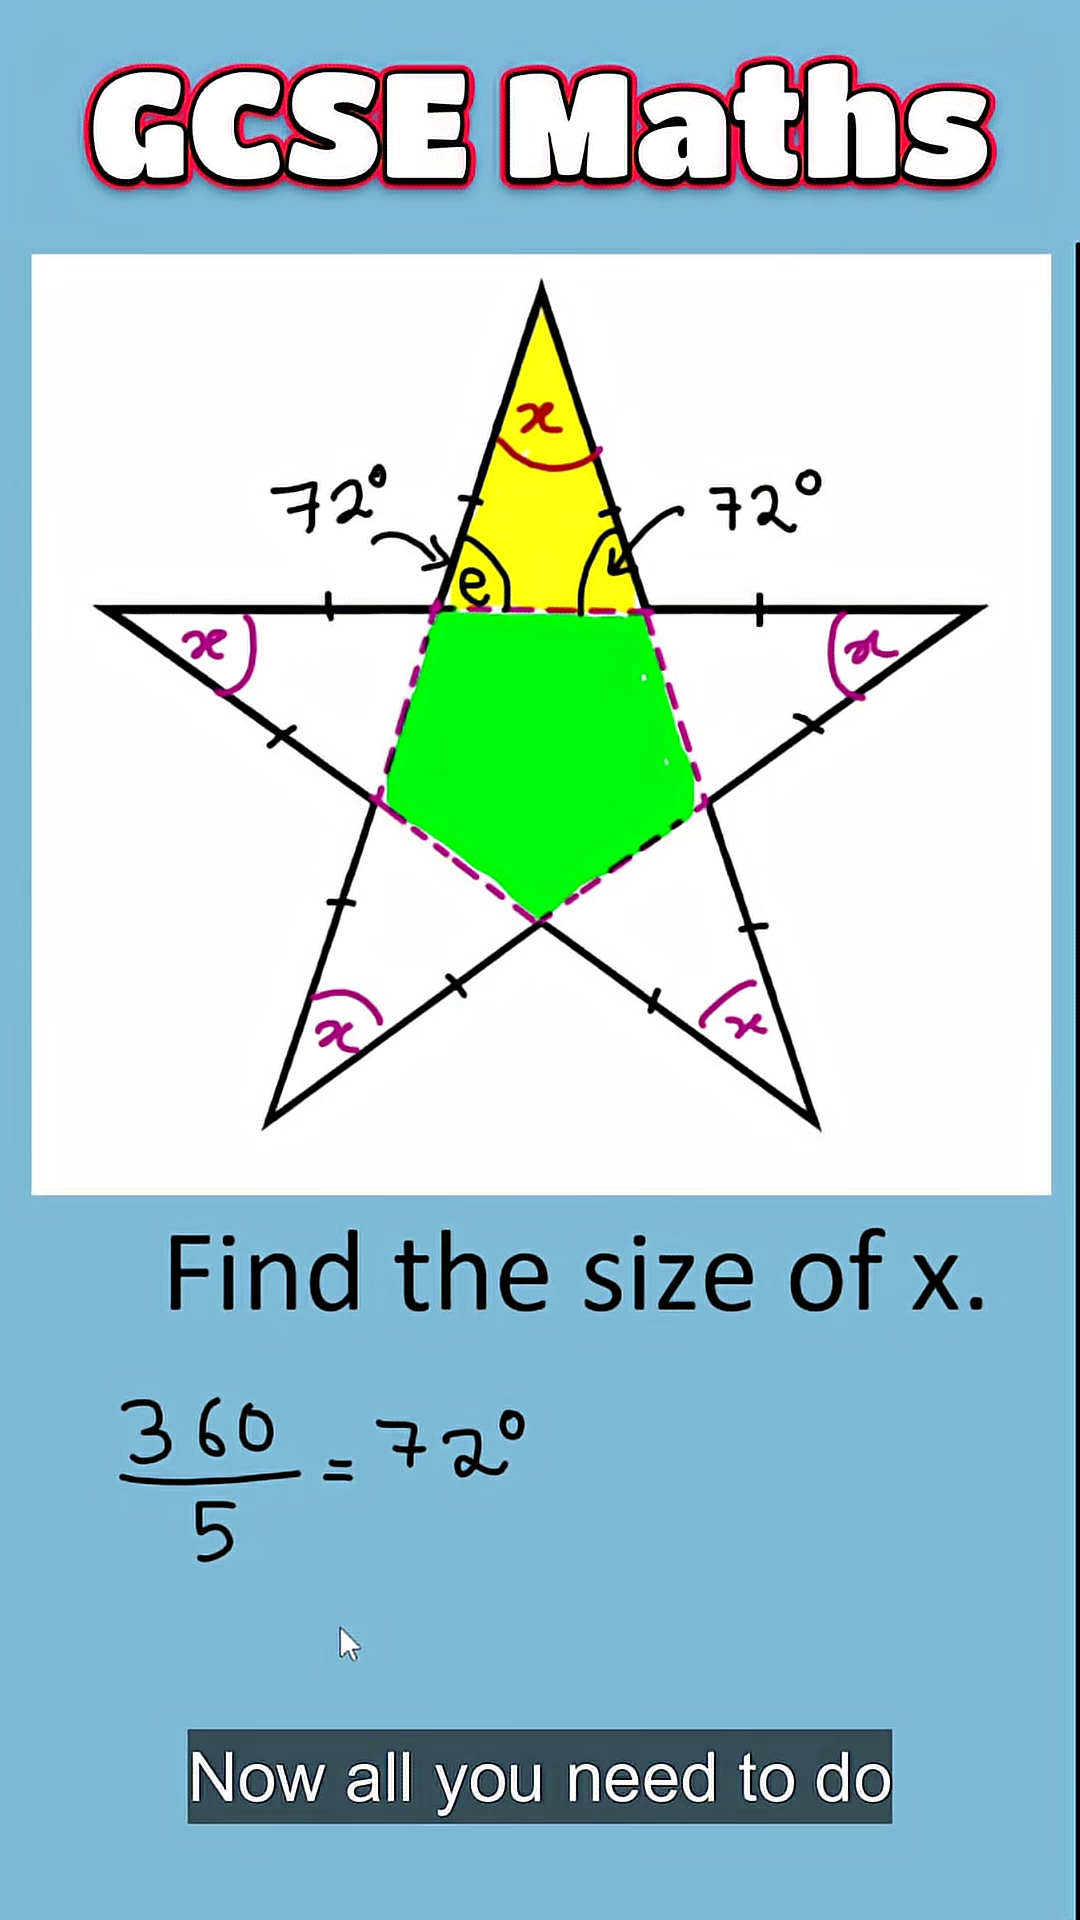 GCSE Maths
x
72° 72°
e
x x
x x
Find the size of x.
360
5
= 72°
Now all you need to do